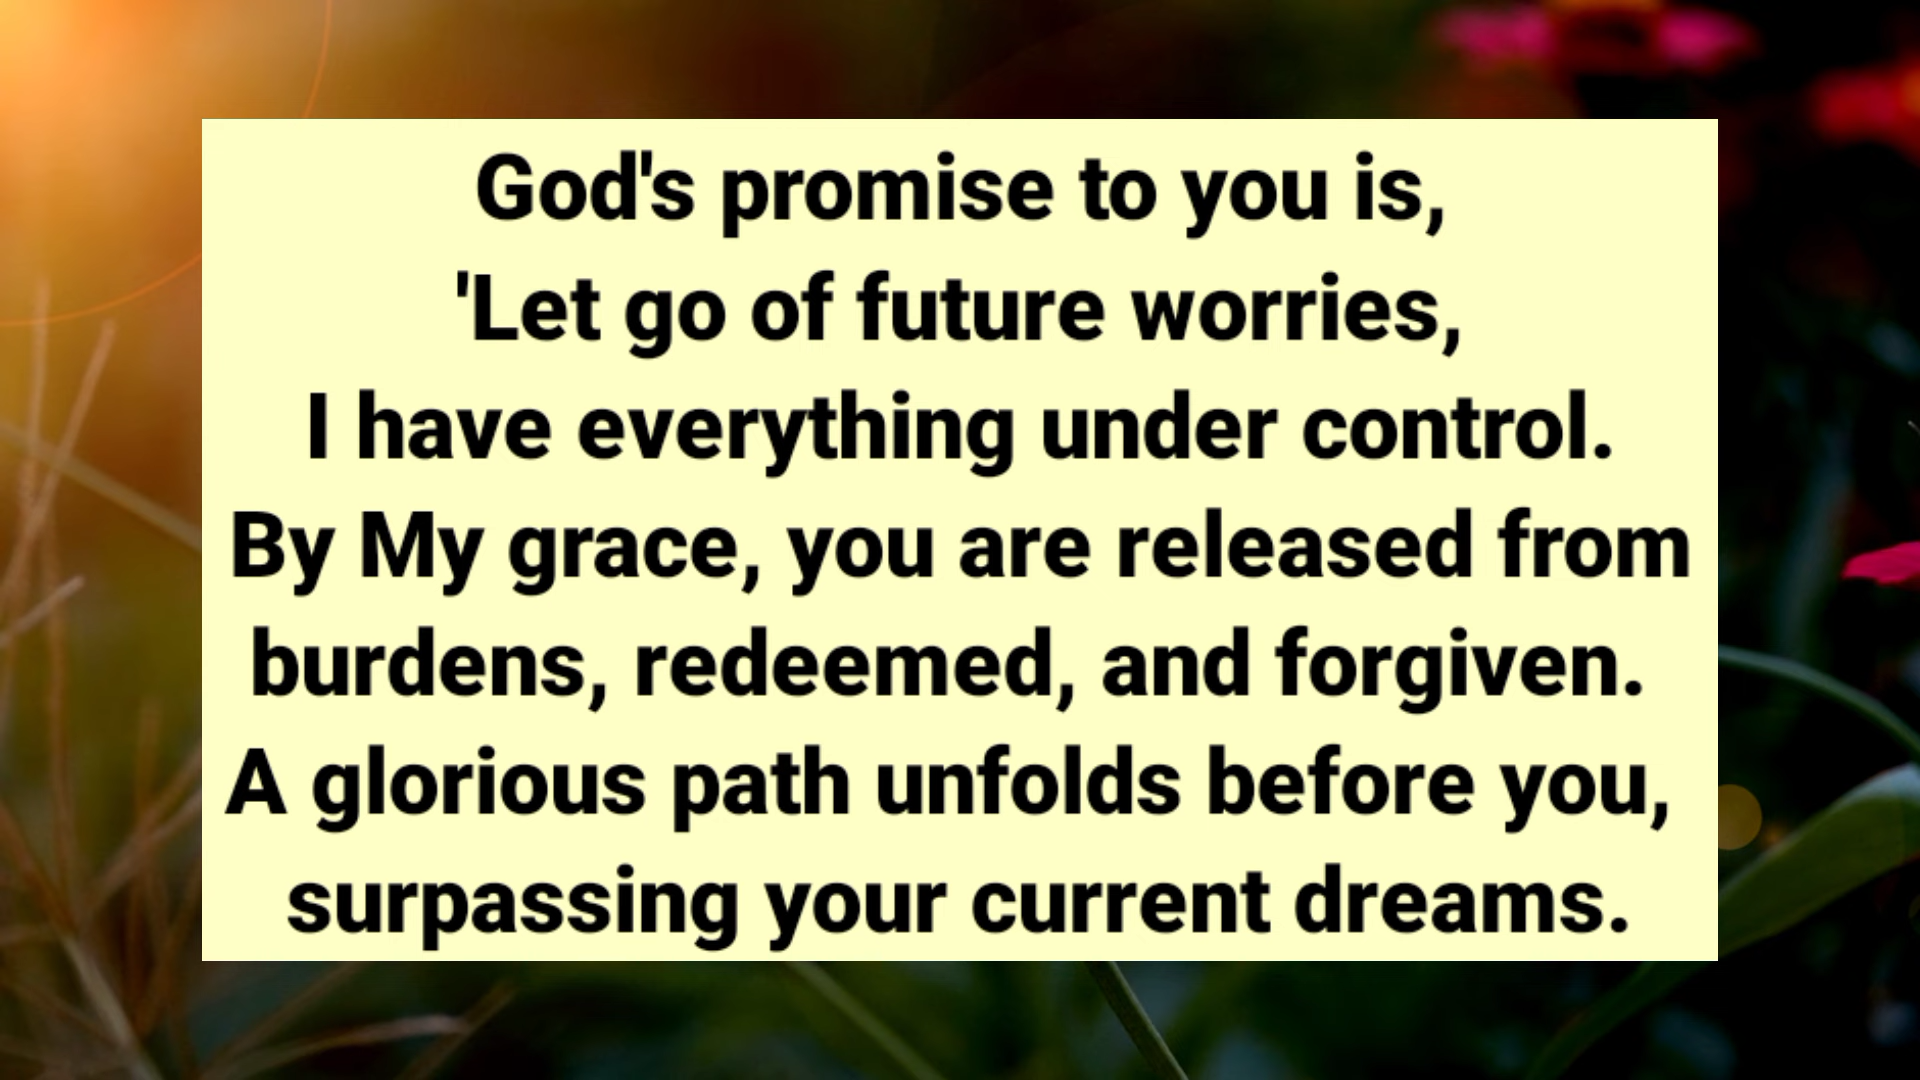 God's promise to you is,
'Let go of future worries,
I have everything under control.
By My grace, you are released from
burdens, redeemed, and forgiven.
A glorious path unfolds before you,
surpassing your current dreams.